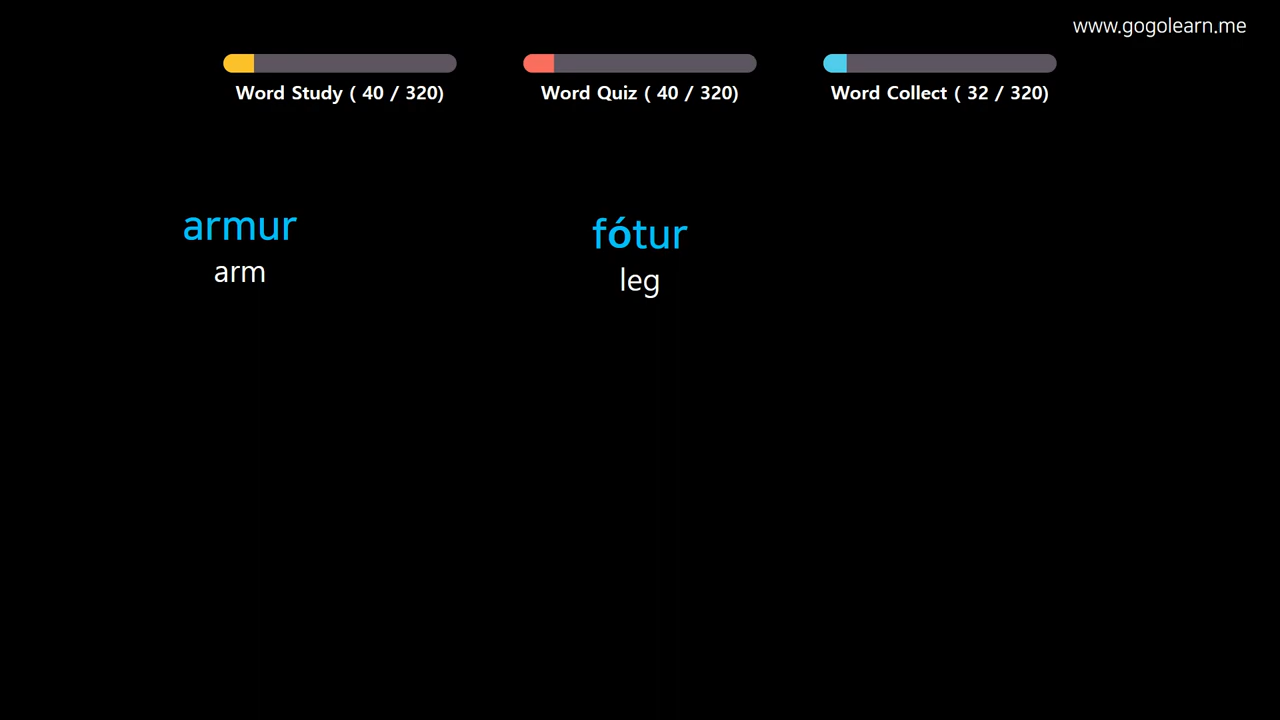 www.gogolearn.me
Word Study ( 40 / 320)
Word Quiz ( 40 / 320)
Word Collect ( 32 / 320)
armur
arm
fótur
leg